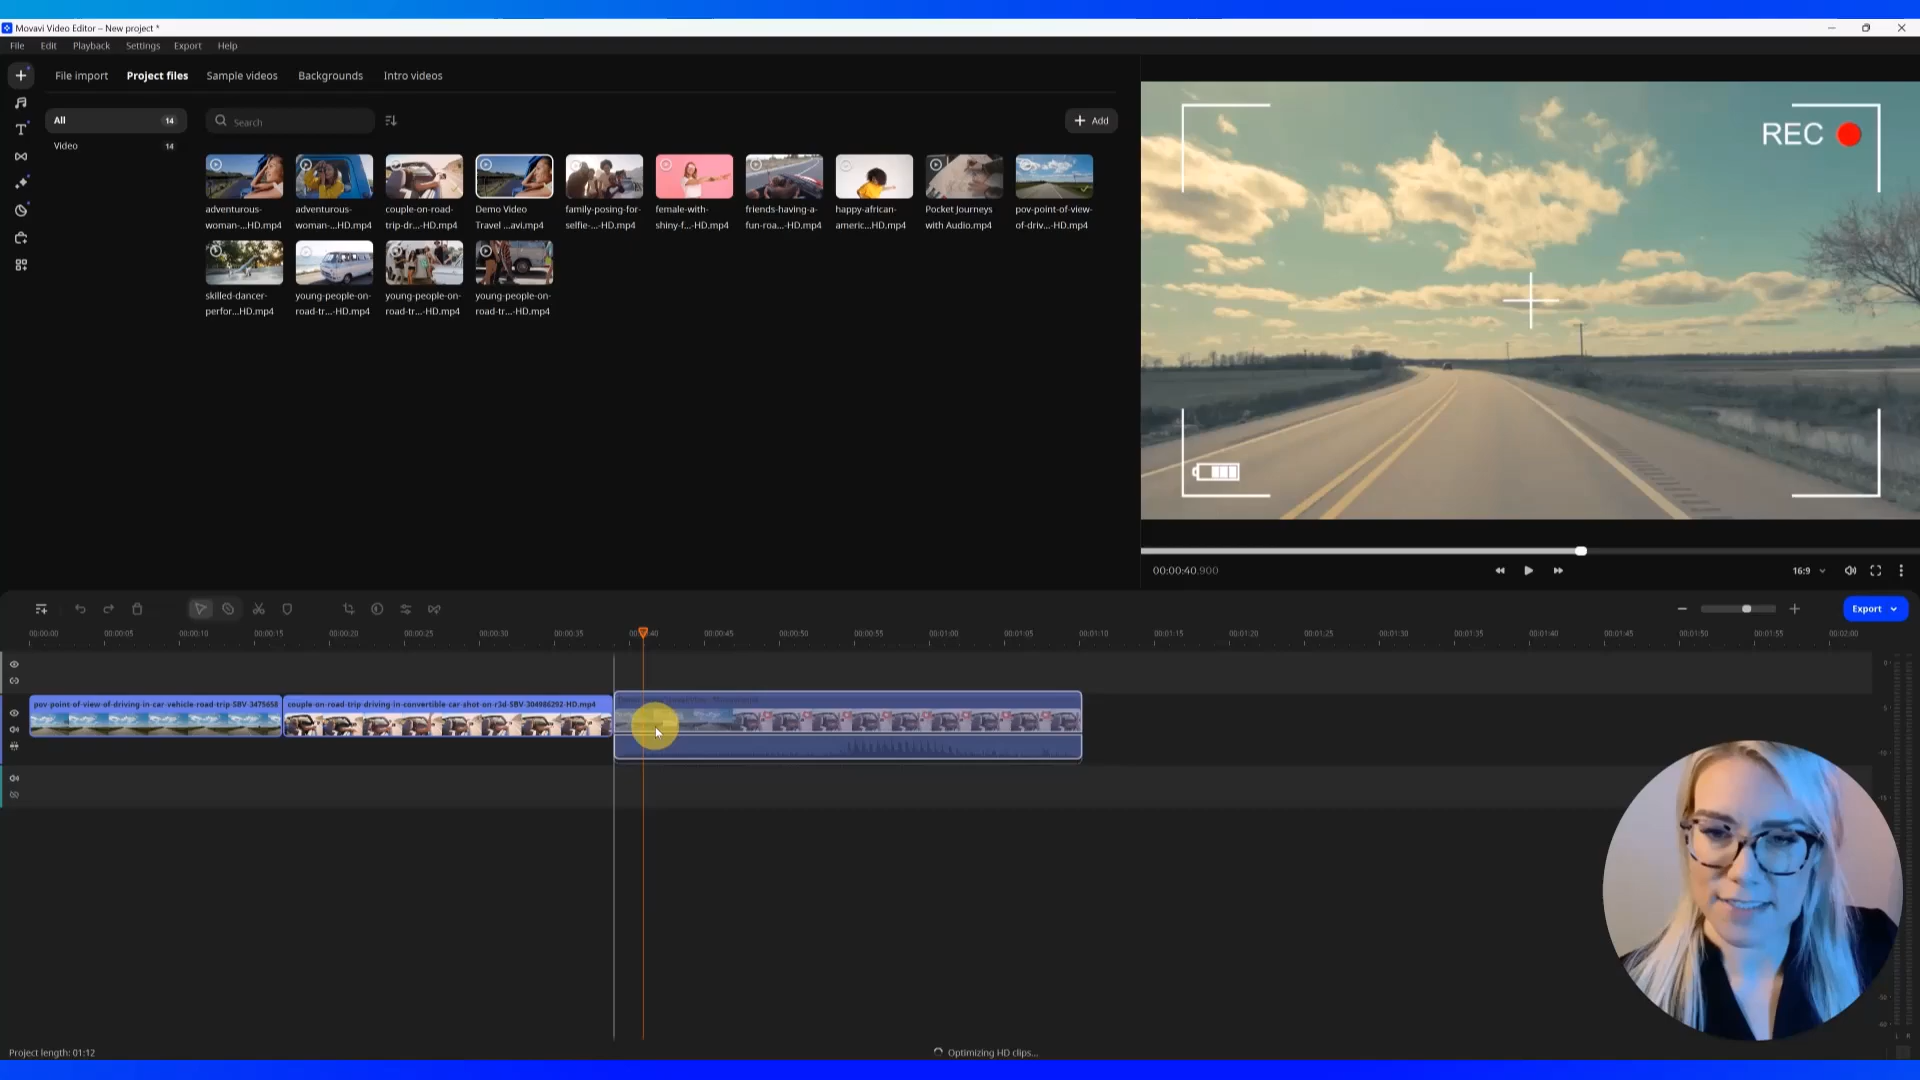 Movavi Video Editor – New project *
File Edit Playback Settings Export Help
File import Project files Sample videos Backgrounds Intro videos
All 14
Search
Add
Video 14
REC
adventurous-
woman-...HD.mp4
adventurous-
woman-...HD.mp4
couple-on-road-
trip-dr...-HD.mp4
Demo Video
Travel ...avi.mp4
family-posing-for-
selfie-...-HD.mp4
female-with-
shiny-f...-HD.mp4
friends-having-a-
fun-roa...-HD.mp4
happy-african-
americ...HD.mp4
Pocket Journeys
with Audio.mp4
pov-point-of-view-
of-driv...-HD.mp4
skilled-dancer-
perfor...HD.mp4
young-people-on-
road-tr...-HD.mp4
young-people-on-
road-tr...-HD.mp4
young-people-on-
road-tr...-HD.mp4
00:00:40.900
16:9
Export
00:00:00 00:00:05 00:00:10 00:00:15 00:00:20 00:00:25 00:00:30 00:00:35 00:00:45 00:00:50 00:00:55 00:01:00 00:01:05 00:01:10 00:01:15 00:01:20 00:01:25 00:01:30 00:01:35 00:01:40 00:01:45 00:01:50 00:01:55 00:02:00
pov-point-of-view-of-driving-in-car-vehicle-road-trip-SBV-3475658
couple-on-road-trip-driving-in-convertible-car-shot-on-r3d-SBV-304986292-HD.mp4
Project length: 01:12
Optimizing HD clips...